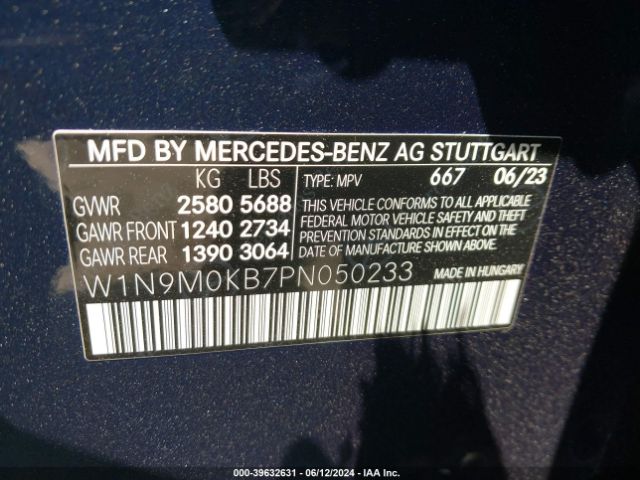 MFD BY MERCEDES-BENZ AG STUTTGART
KG LBS
GVWR 2580 5688
GAWR FRONT 1240 2734
GAWR REAR 1390 3064
TYPE: MPV 667 06/23
THIS VEHICLE CONFORMS TO ALL APPLICABLE
FEDERAL MOTOR VEHICLE SAFETY AND THEFT
PREVENTION STANDARDS IN EFFECT ON THE
DATE OF MANUFACTURE SHOWN ABOVE.
W1N9M0KB7PN050233
MADE IN HUNGARY
000-39632631 - 06/12/2024 - IAA Inc.